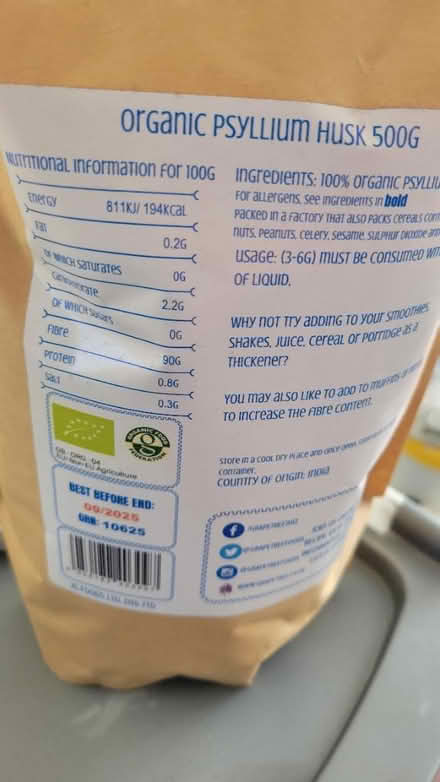 Organic Psyllium Husk 500g
Nutritional Information for 100g
Energy 811KJ/ 194Kcal
Fat 0.2g
of which saturates 0g
Carbohydrate 2.2g
of which sugars 0g
Fibre 90g
Protein 0.8g
Salt 0.3g
GB-ORG-04
EU/Non-EU Agriculture
ORGANIC FOOD FEDERATION
BEST BEFORE END:
09/2025
10625
Ingredients: 100% Organic
For allergens, see ingredients in bold
Packed in a factory that also packs cereals
nuts, peanuts, celery, sesame, sulphur dioxide
Usage: (3-6g) must be consumed
of liquid.
Why not try adding to your smoothies,
shakes, juice, cereal or porridge as a
thickener?
You may also like to add to muffins
to increase the fibre content.
Store in a cool dry place and once open,
container.
Country of origin: India